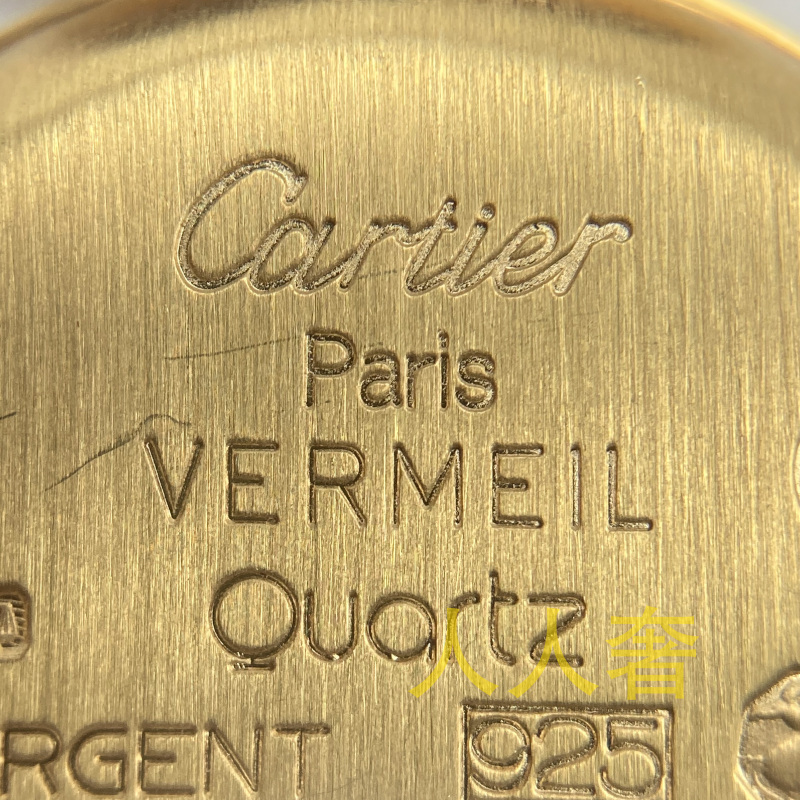 Cartier
Paris
VERMEIL
Quartz
人人奢
RGENT 925